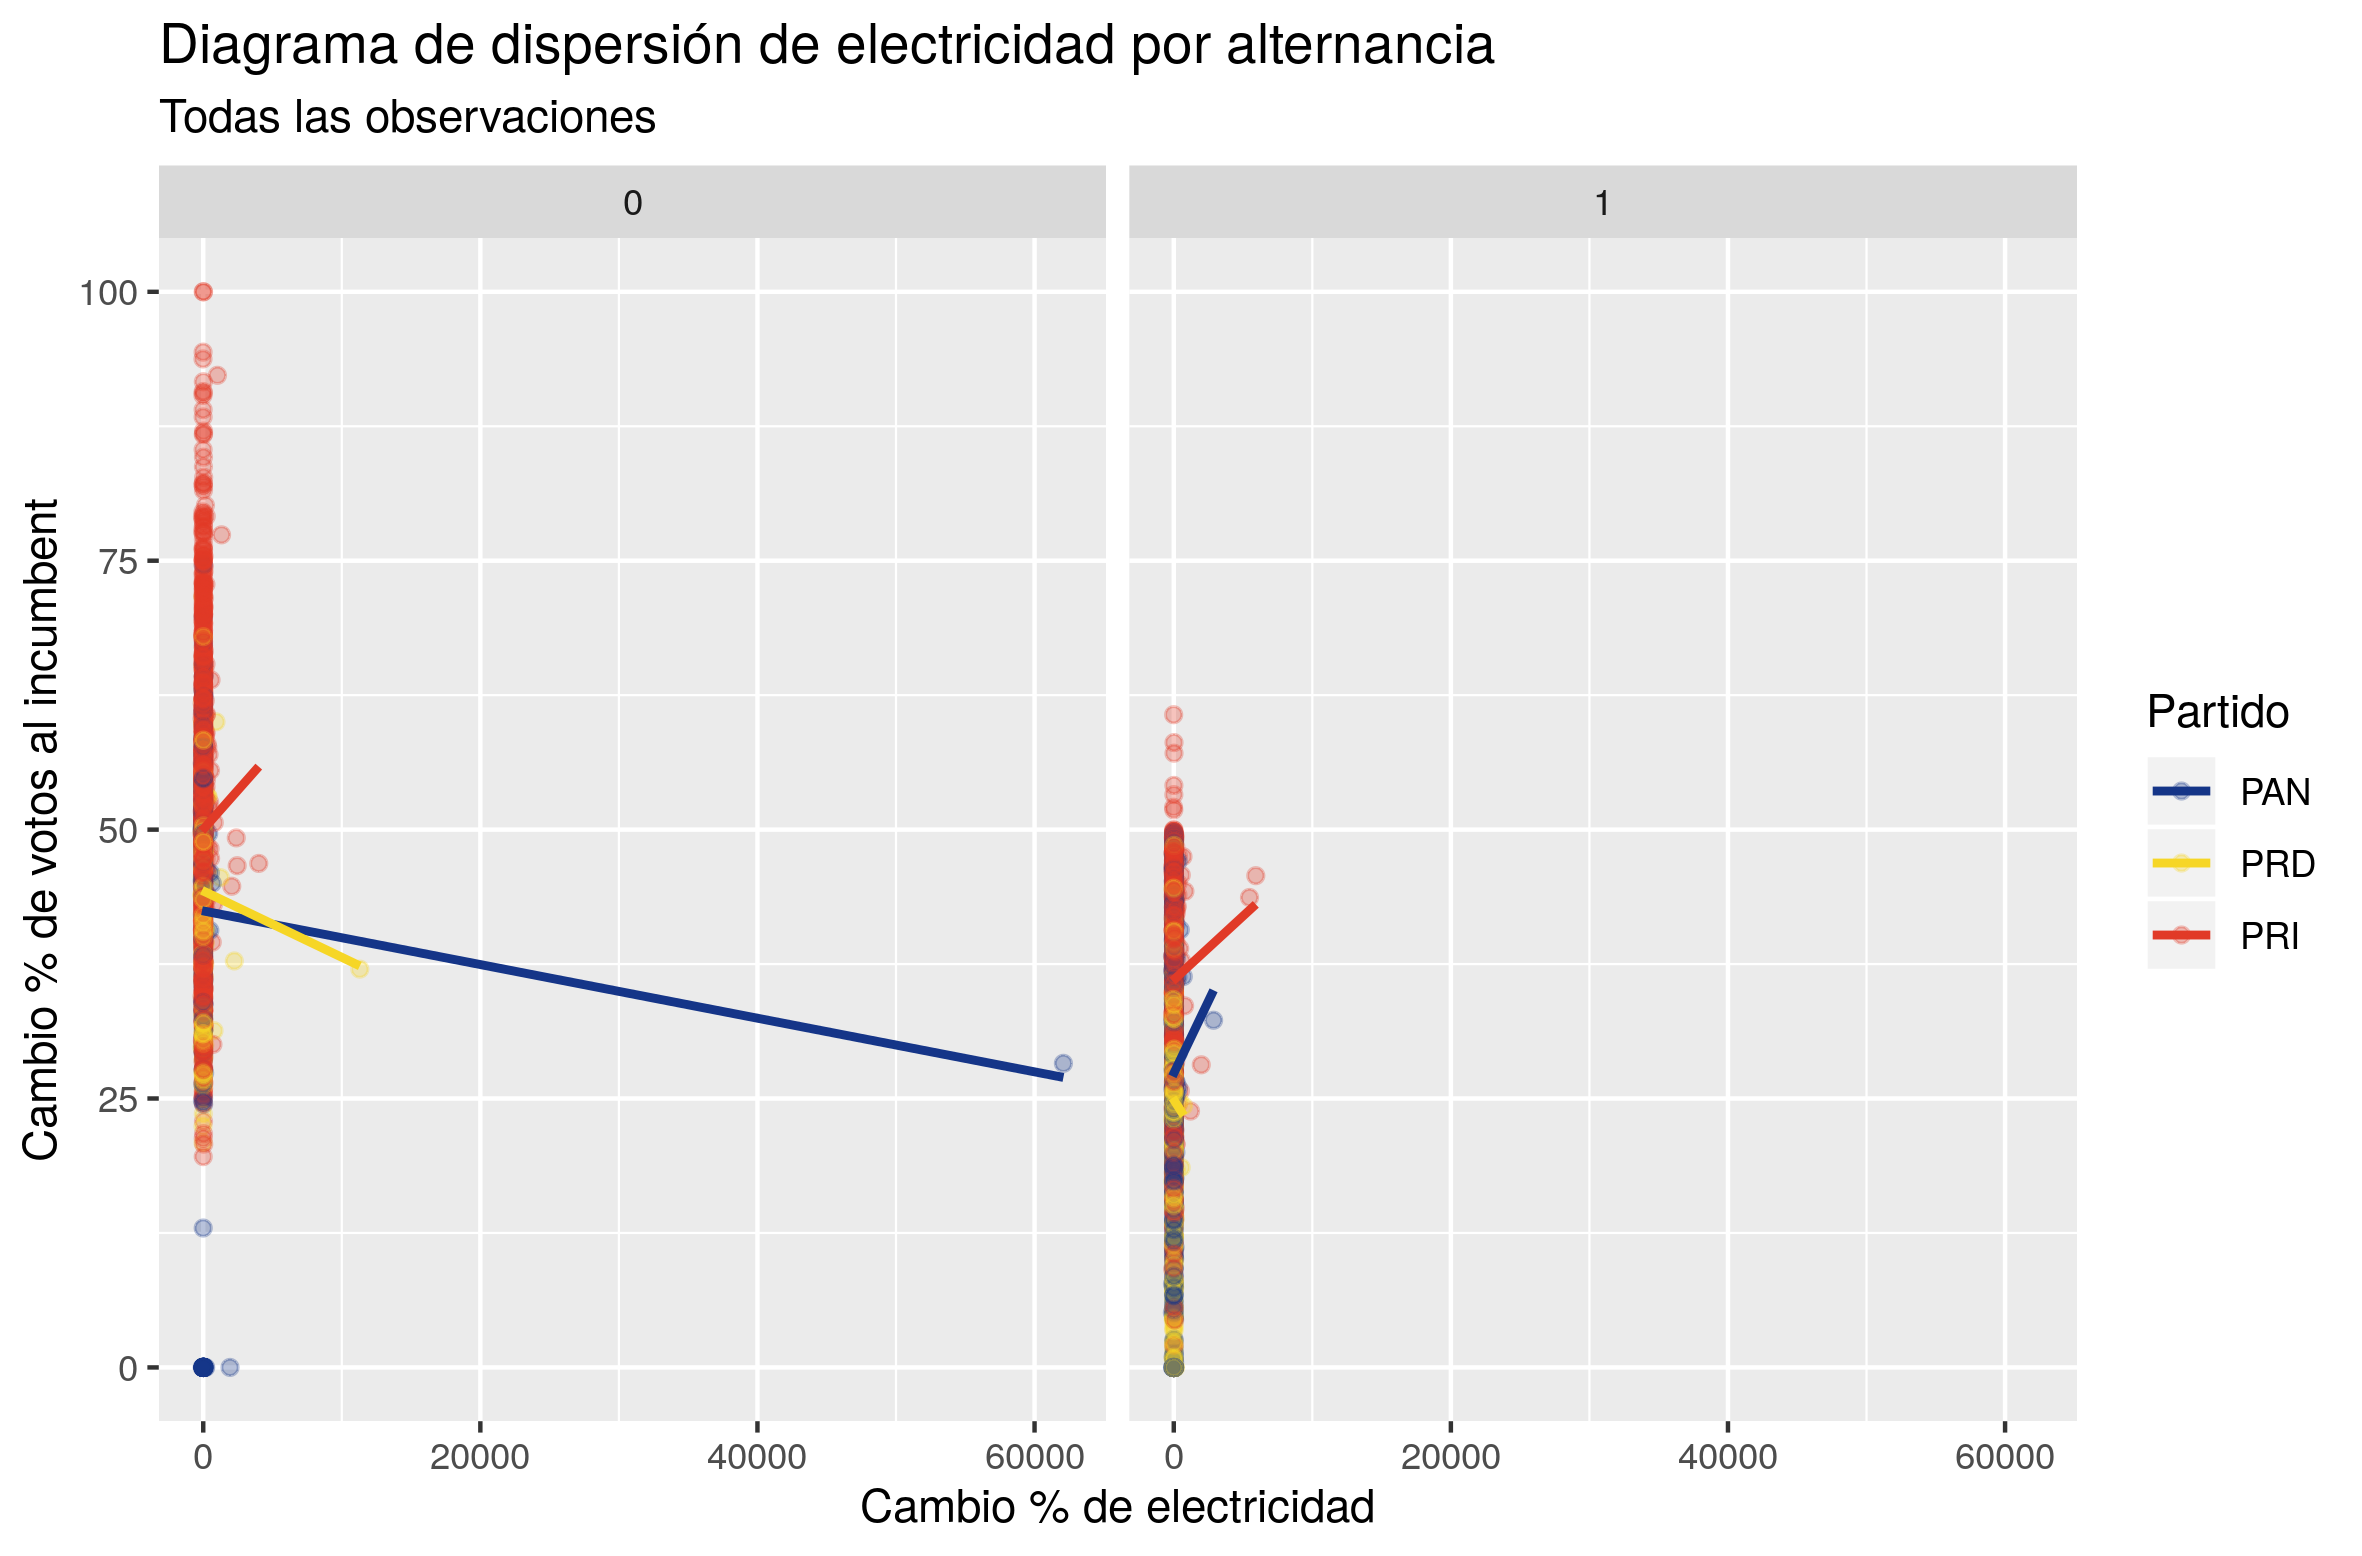 Diagrama de dispersión de electricidad por alternancia
Todas las observaciones
0
1
100
75
50
25
0
Cambio % de votos al incumbent
0
20000
40000
60000
0
20000
40000
60000
Cambio % de electricidad
Partido
PAN
PRD
PRI